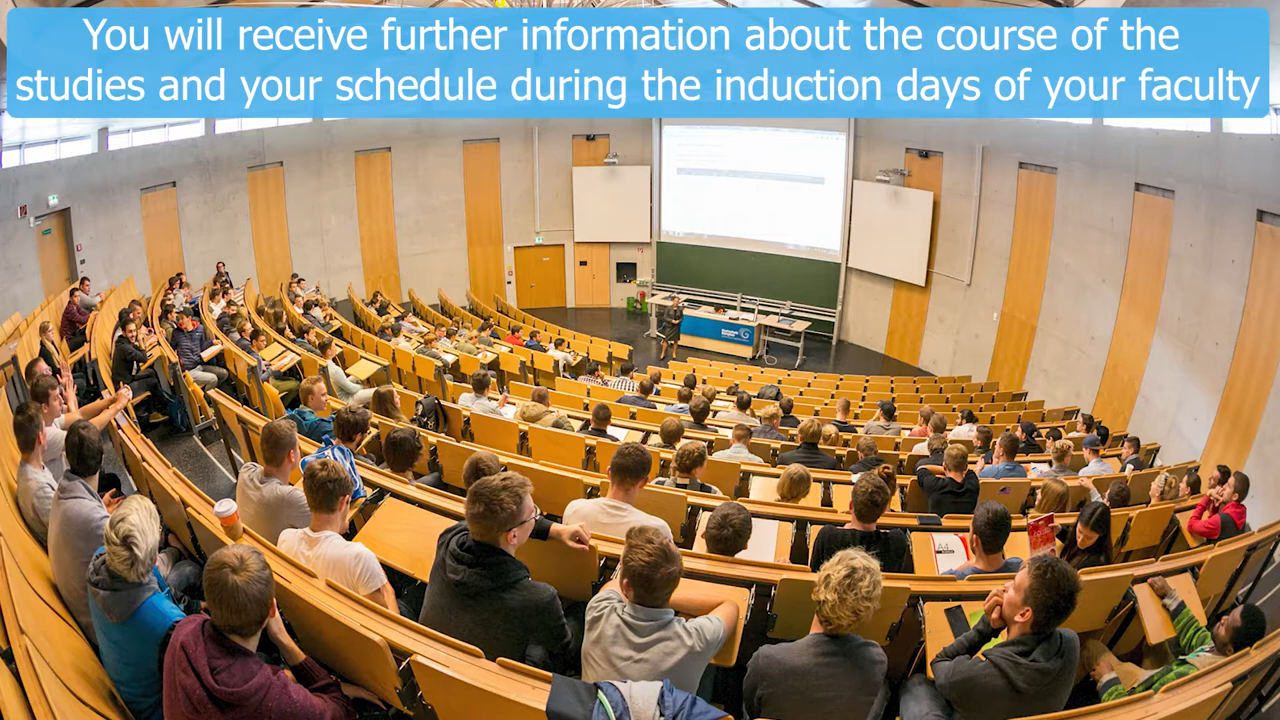 You will receive further information about the course of the
studies and your schedule during the induction days of your faculty
A4